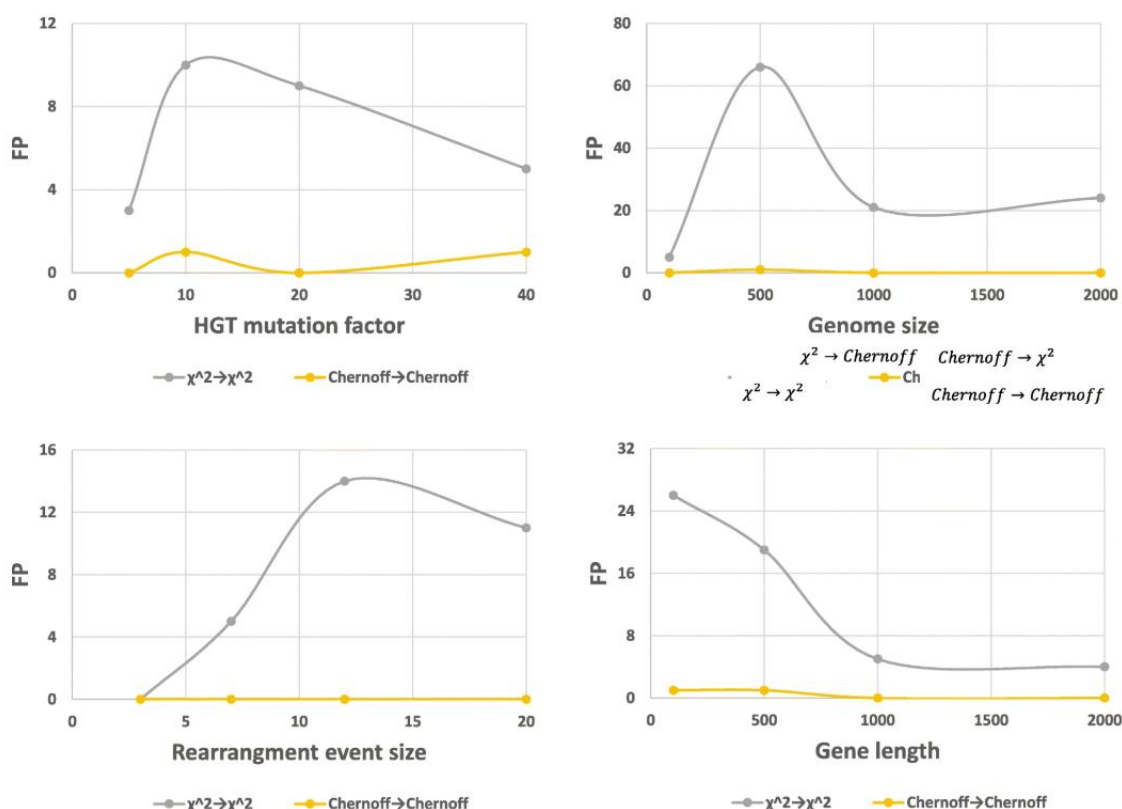 12
8
4
0
FP
0 10 20 30 40
HGT mutation factor
χ^2→χ^2 Chernoff→Chernoff
80
60
40
20
0
FP
0 500 1000 1500 2000
Genome size
χ² → Chernoff Chernoff → χ²
Ch
χ² → χ² Chernoff → Chernoff
16
12
8
4
0
FP
0 5 10 15 20
Rearrangment event size
χ^2→χ^2 Chernoff→Chernoff
32
24
16
8
0
FP
0 500 1000 1500 2000
Gene length
χ^2→χ^2 Chernoff→Chernoff